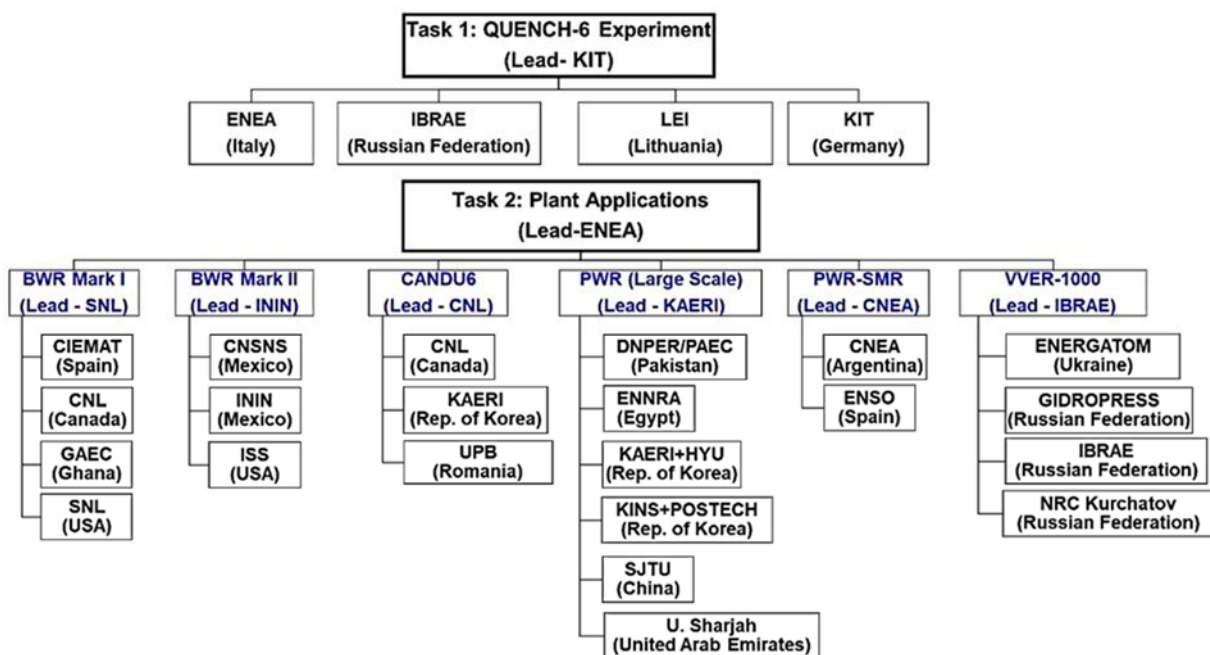 Task 1: QUENCH-6 Experiment
(Lead- KIT)
ENEA
(Italy)
IBRAE
(Russian Federation)
LEI
(Lithuania)
KIT
(Germany)
Task 2: Plant Applications
(Lead-ENEA)
BWR Mark I
(Lead - SNL)
CIEMAT
(Spain)
CNL
(Canada)
GAEC
(Ghana)
SNL
(USA)
BWR Mark II
(Lead - ININ)
CNSNS
(Mexico)
ININ
(Mexico)
ISS
(USA)
CANDU6
(Lead - CNL)
CNL
(Canada)
KAERI
(Rep. of Korea)
UPB
(Romania)
PWR (Large Scale)
(Lead - KAERI)
DNPER/PAEC
(Pakistan)
ENNRA
(Egypt)
KAERI+HYU
(Rep. of Korea)
KINS+POSTECH
(Rep. of Korea)
SJTU
(China)
U. Sharjah
(United Arab Emirates)
PWR-SMR
(Lead - CNEA)
CNEA
(Argentina)
ENSO
(Spain)
VVER-1000
(Lead - IBRAE)
ENERGATOM
(Ukraine)
GIDROPRESS
(Russian Federation)
IBRAE
(Russian Federation)
NRC Kurchatov
(Russian Federation)